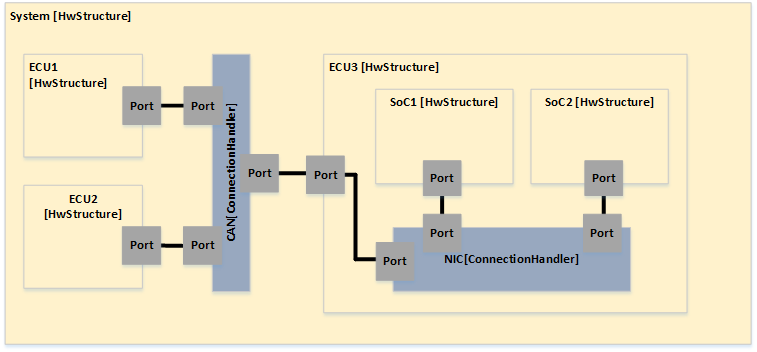 System [HwStructure]
ECU1
[HwStructure]
Port
Port
ECU2
[HwStructure]
Port
Port
CAN[ConnectionHandler]
Port
ECU3 [HwStructure]
Port
SoC1 [HwStructure]
Port
SoC2 [HwStructure]
Port
Port
Port
Port
NIC[ConnectionHandler]